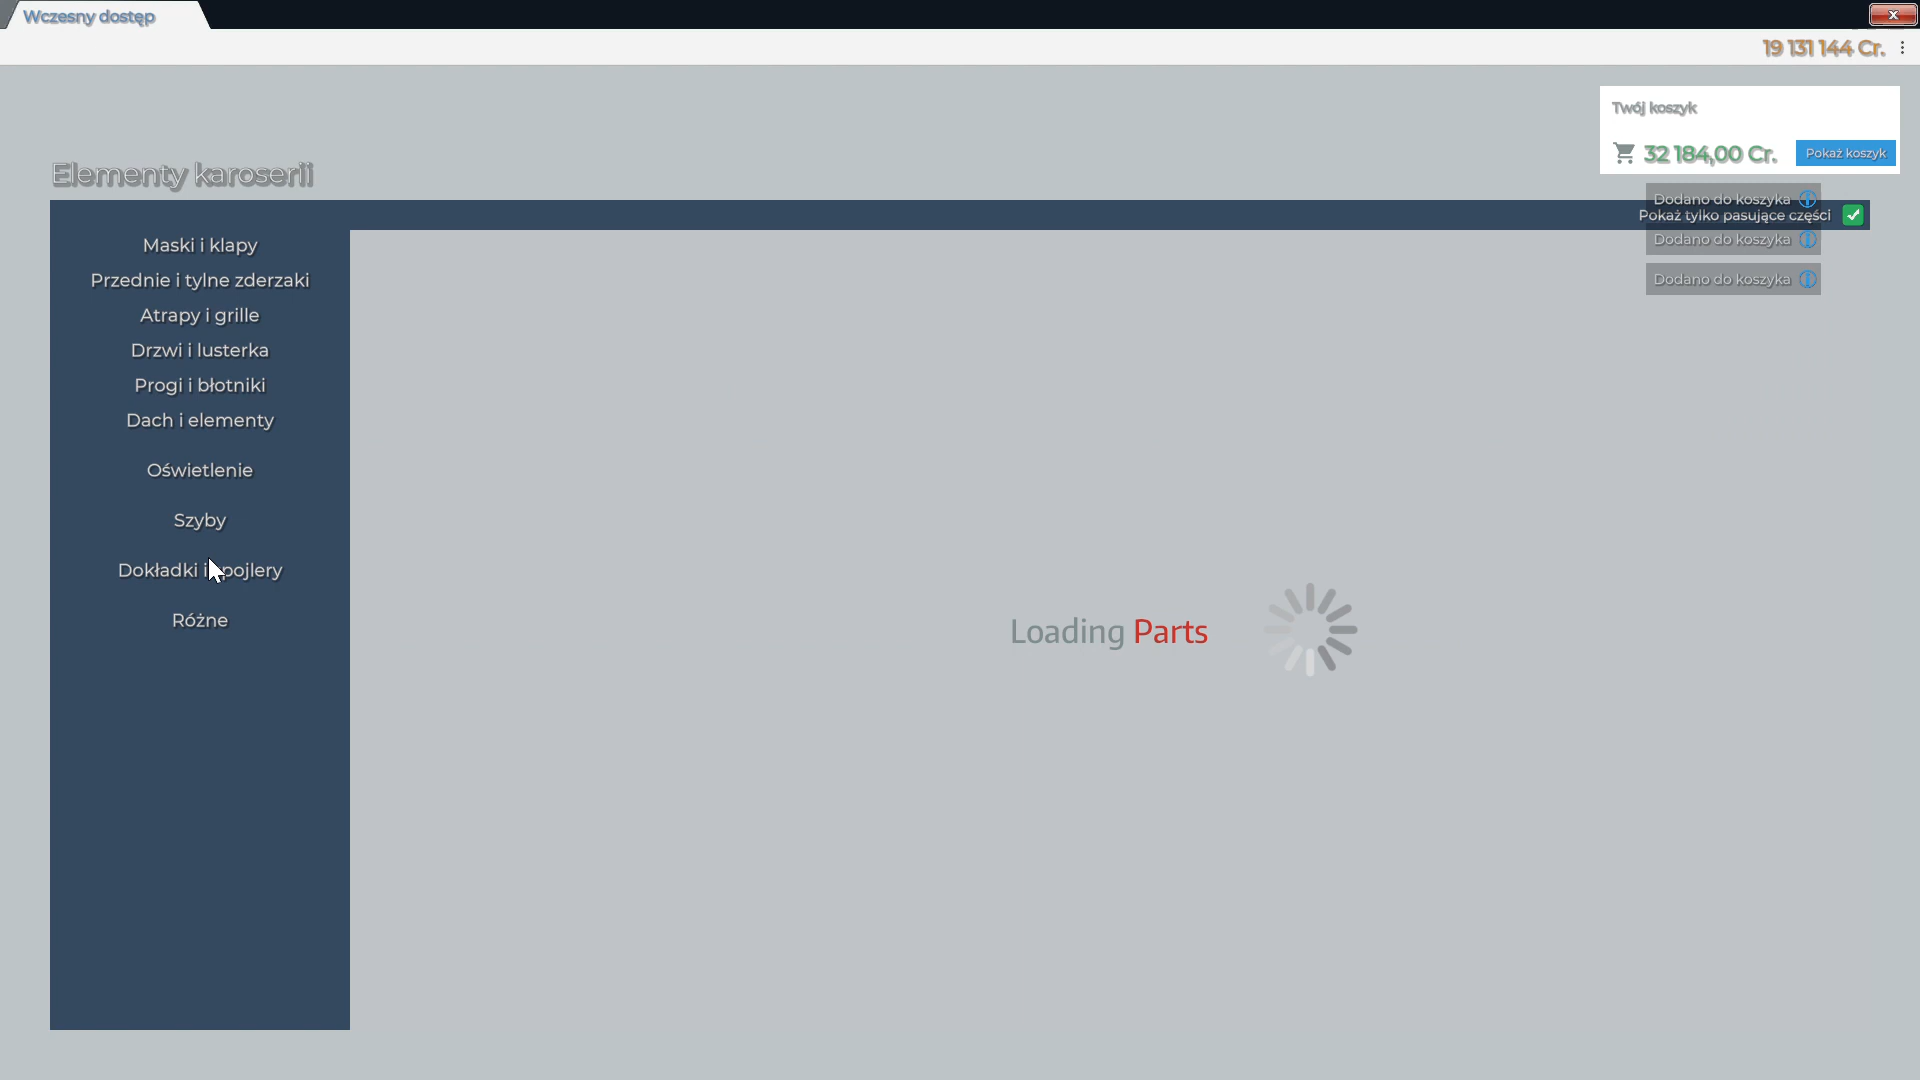 Wczesny dostęp
19 131 144 Cr.
Twój koszyk
32 184,00 Cr.
Pokaż koszyk
Elementy karoserii
Dodano do koszyka
Pokaż tylko pasujące części
Dodano do koszyka
Dodano do koszyka
Maski i klapy
Przednie i tylne zderzaki
Atrapy i grille
Drzwi i lusterka
Progi i błotniki
Dach i elementy
Oświetlenie
Szyby
Dokładki i spojlery
Różne
Loading Parts